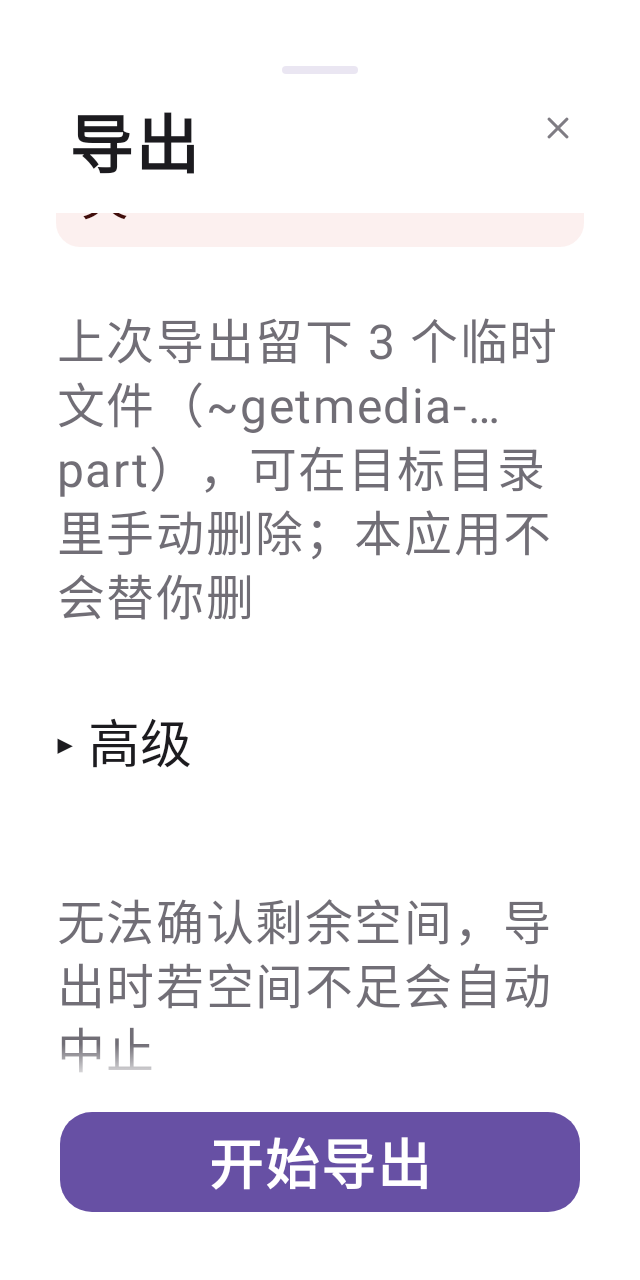 导出
上次导出留下 3 个临时
文件（~getmedia-…
part），可在目标目录
里手动删除；本应用不
会替你删
▸ 高级
无法确认剩余空间，导
出时若空间不足会自动
中止
开始导出